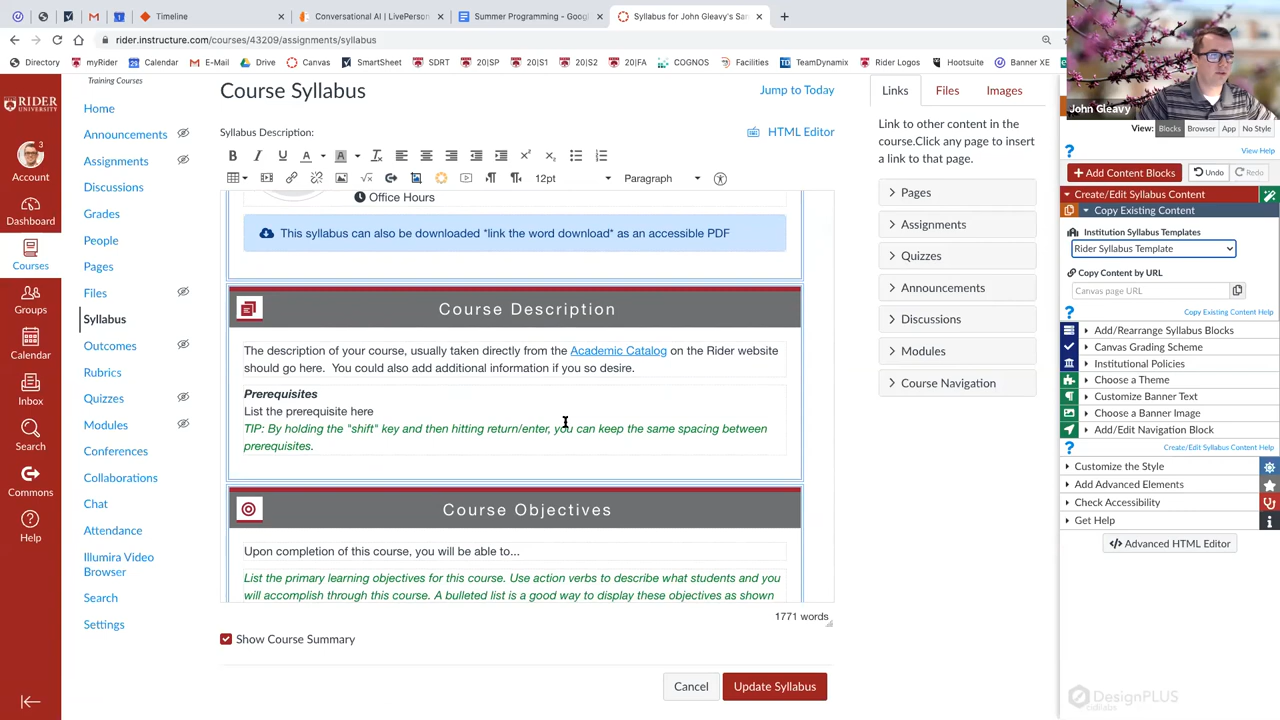 Timeline
Conversational AI | LivePerson
Summer Programming - Goog
Syllabus for John Gleavy's San
rider.instructure.com/courses/43209/assignments/syllabus
Directory
myRider
Calendar
E-Mail
Drive
Canvas
SmartSheet
SDRT
20|SP
20|S1
20|S2
20|FA
COGNOS
Facilities
TeamDynamix
Rider Logos
Hootsuite
Banner XE
John Gleavy
RIDER
UNIVERSITY
3
Account
Dashboard
Courses
Groups
Calendar
Inbox
History
Search
Commons
Help
Training Courses
Home
Announcements
Assignments
Discussions
Grades
People
Pages
Files
Syllabus
Outcomes
Rubrics
Quizzes
Modules
Conferences
Collaborations
Chat
Attendance
Illumira Video
Browser
Search
Settings
Course Syllabus
Jump to Today
Syllabus Description:
HTML Editor
12pt
Paragraph
Office Hours
This syllabus can also be downloaded *link the word download* as an accessible PDF
Course Description
The description of your course, usually taken directly from the Academic Catalog on the Rider website
should go here. You could also add additional information if you so desire.
Prerequisites
List the prerequisite here
TIP: By holding the "shift" key and then hitting return/enter, you can keep the same spacing between
prerequisites.
Course Objectives
Upon completion of this course, you will be able to...
List the primary learning objectives for this course. Use action verbs to describe what students and you
will accomplish through this course. A bulleted list is a good way to display these objectives as shown
1771 words
Show Course Summary
Cancel
Update Syllabus
Links
Files
Images
Link to other content in the
course.Click any page to insert
a link to that page.
Pages
Assignments
Quizzes
Announcements
Discussions
Modules
Course Navigation
View:
Blocks
Browser
App
No Style
View Help
+ Add Content Blocks
Undo
Redo
Create/Edit Syllabus Content
Copy Existing Content
Institution Syllabus Templates
Rider Syllabus Template
Copy Content by URL
Canvas page URL
Copy Existing Content Help
Add/Rearrange Syllabus Blocks
Canvas Grading Scheme
Institutional Policies
Choose a Theme
Customize Banner Text
Choose a Banner Image
Add/Edit Navigation Block
Create/Edit Syllabus Content Help
Customize the Style
Add Advanced Elements
Check Accessibility
Get Help
</> Advanced HTML Editor
DesignPLUS
cidilabs